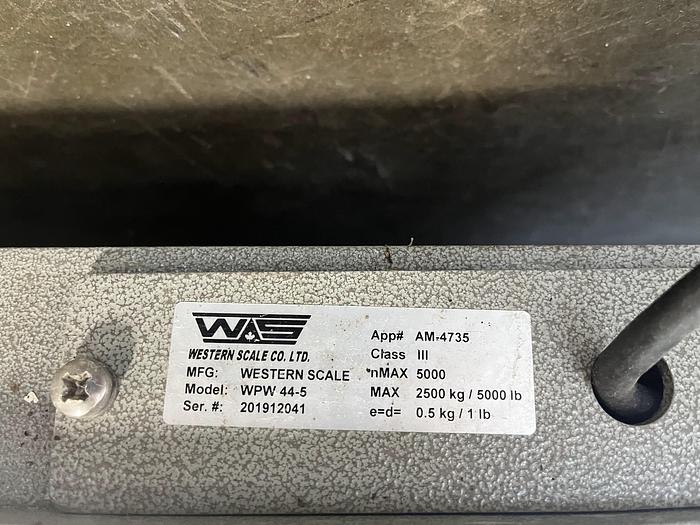 WS
WESTERN SCALE CO. LTD.
MFG: WESTERN SCALE
Model: WPW 44-5
Ser. #: 201912041
App# AM-4735
Class III
nMAX 5000
MAX 2500 kg / 5000 lb
e=d= 0.5 kg / 1 lb